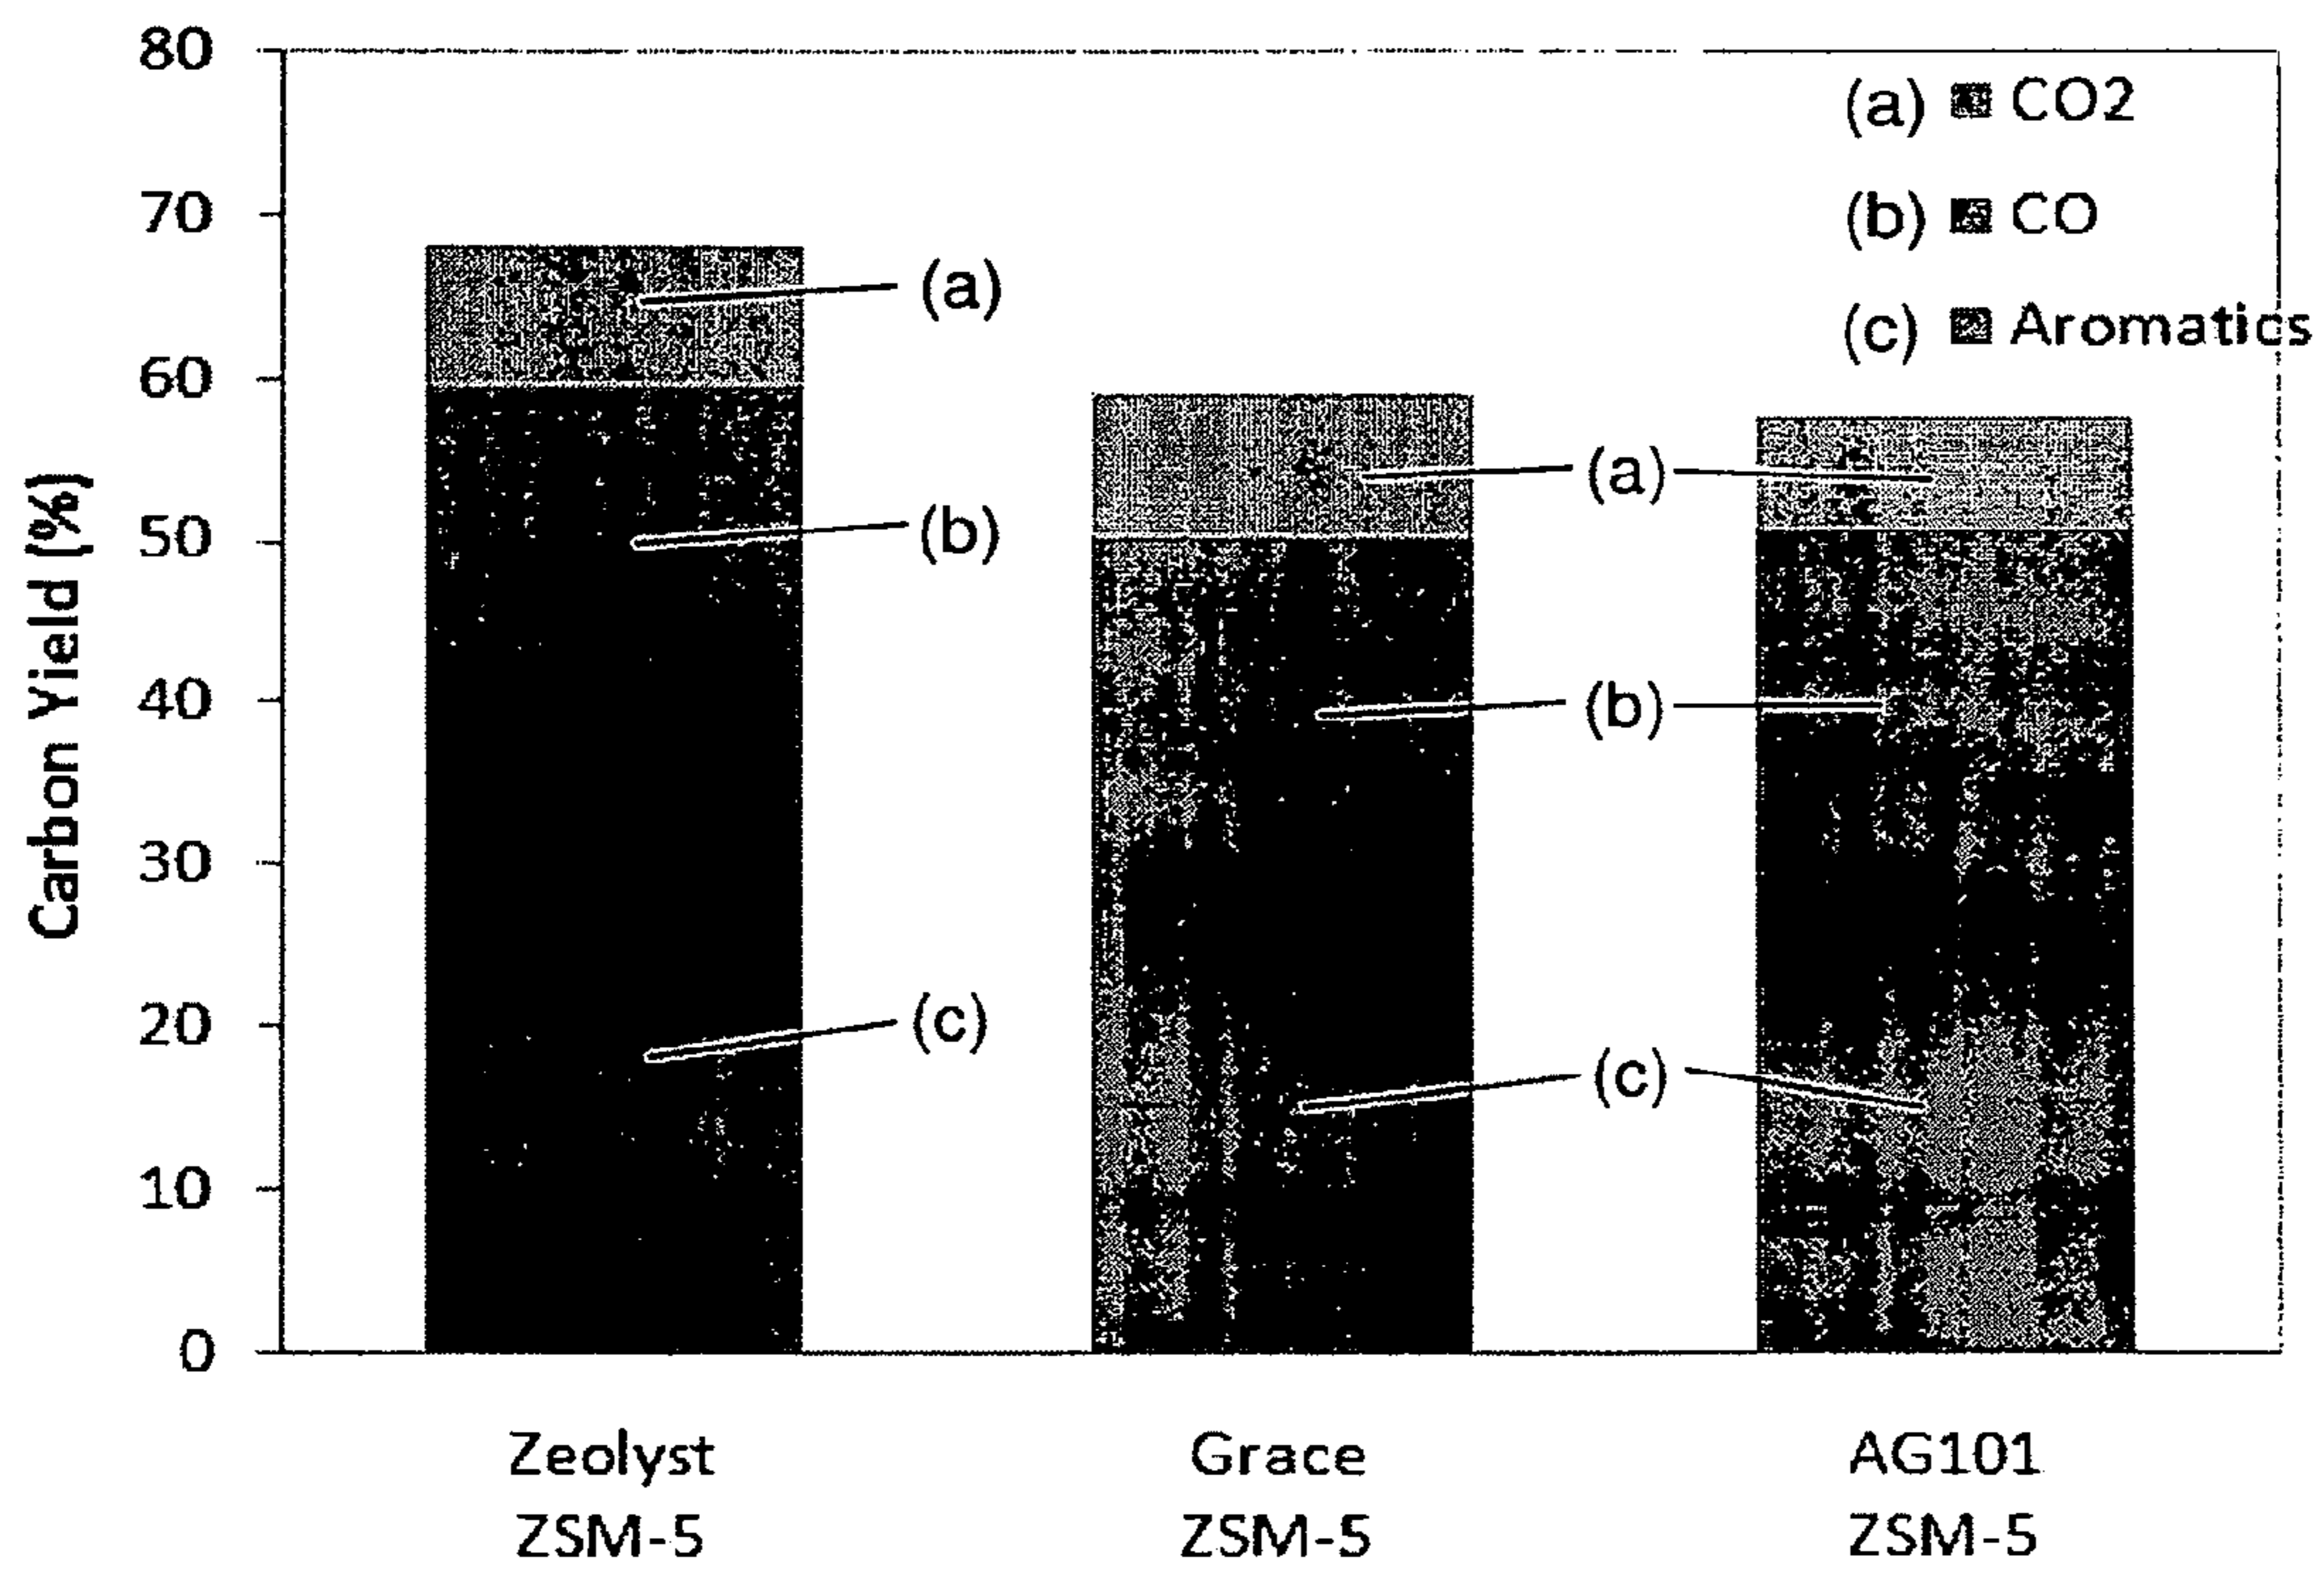 80
70
60
50
40
30
20
10
0
Carbon Yield (%)
(a) CO2
(b) CO
(c) Aromatics
(a)
(b)
(c)
(a)
(b)
(c)
Zeolyst
ZSM-5
Grace
ZSM-5
AG101
ZSM-5